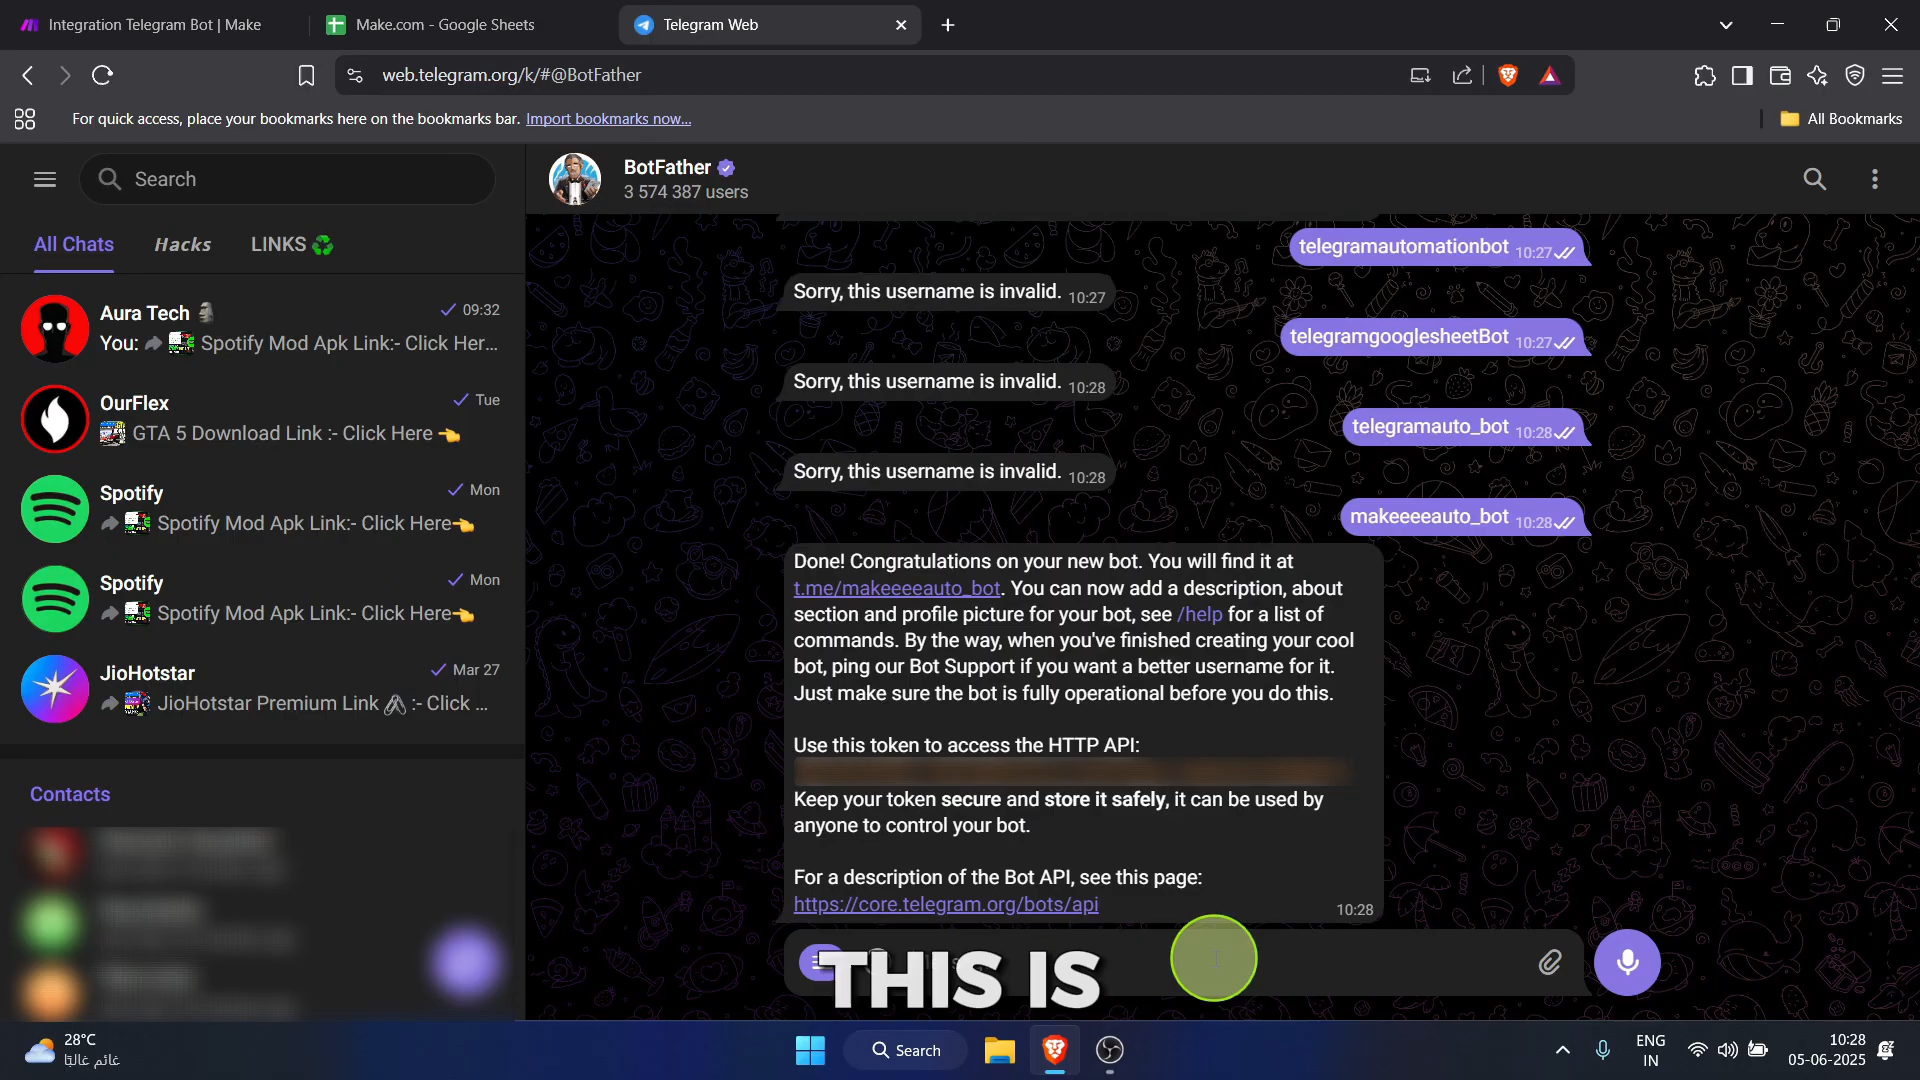 Integration Telegram Bot | Make
Make.com - Google Sheets
Telegram Web
web.telegram.org/k/#@BotFather
For quick access, place your bookmarks here on the bookmarks bar. Import bookmarks now...
All Bookmarks
Search
All Chats
Hacks
LINKS ♻️
Aura Tech 🗿
09:32
You: Spotify Mod Apk Link:- Click Her...
OurFlex
Tue
GTA 5 Download Link :- Click Here 👈
Spotify
Mon
Spotify Mod Apk Link:- Click Here👈
Spotify
Mon
Spotify Mod Apk Link:- Click Here👈
JioHotstar
Mar 27
JioHotstar Premium Link 🖇️ :- Click ...
Contacts
BotFather
3 574 387 users
telegramautomationbot 10:27
Sorry, this username is invalid. 10:27
telegramgooglesheetBot 10:27
Sorry, this username is invalid. 10:28
telegramauto_bot 10:28
Sorry, this username is invalid. 10:28
makeeeeauto_bot 10:28
Done! Congratulations on your new bot. You will find it at
t.me/makeeeeauto_bot. You can now add a description, about
section and profile picture for your bot, see /help for a list of
commands. By the way, when you've finished creating your cool
bot, ping our Bot Support if you want a better username for it.
Just make sure the bot is fully operational before you do this.
Use this token to access the HTTP API:
Keep your token secure and store it safely, it can be used by
anyone to control your bot.
For a description of the Bot API, see this page:
https://core.telegram.org/bots/api
10:28
THIS IS
28°C
غائم غالبًا
Search
ENG
IN
10:28
05-06-2025